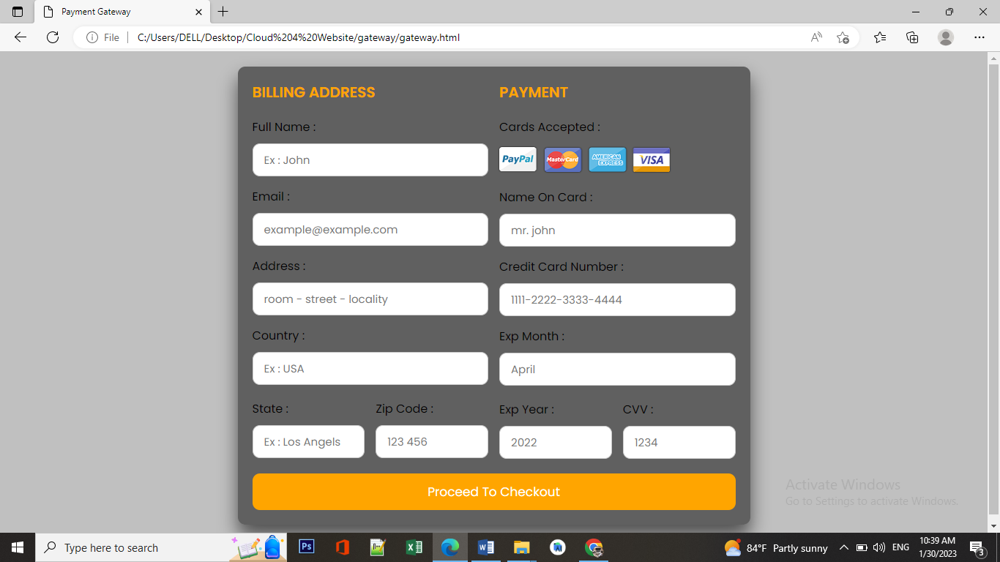 Payment Gateway
File
C:/Users/DELL/Desktop/Cloud%204%20Website/gateway/gateway.html
BILLING ADDRESS
Full Name :
Ex : John
Email :
example@example.com
Address :
room - street - locality
Country :
Ex : USA
State :
Zip Code :
Ex : Los Angels
123 456
PAYMENT
Cards Accepted :
PayPal
MasterCard
AMERICAN
EXPRESS
VISA
Name On Card :
mr. john
Credit Card Number :
1111-2222-3333-4444
Exp Month :
April
Exp Year :
CVV :
2022
1234
Proceed To Checkout
Activate Windows
Go to Settings to activate Windows.
Type here to search
Ps
84°F Partly sunny
ENG
10:39 AM
1/30/2023
3